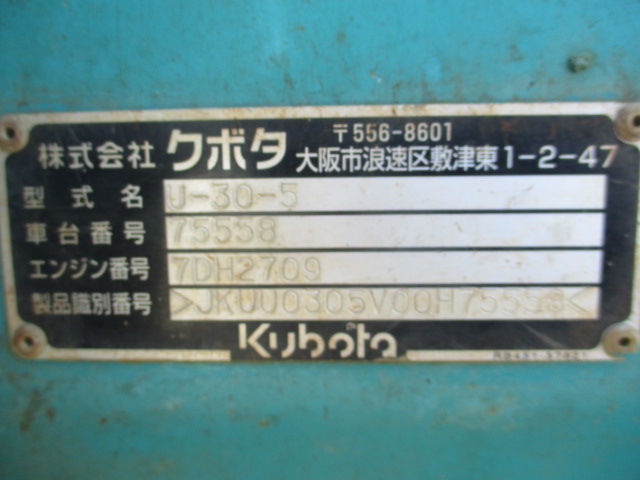 株式会社 クボタ 〒556-8601
大阪市浪速区敷津東1-2-47
型式名 U-30-5
車台番号 75558
エンジン番号 7DH2709
製品識別番号 >JKUU0305V00H75558<
Kubota